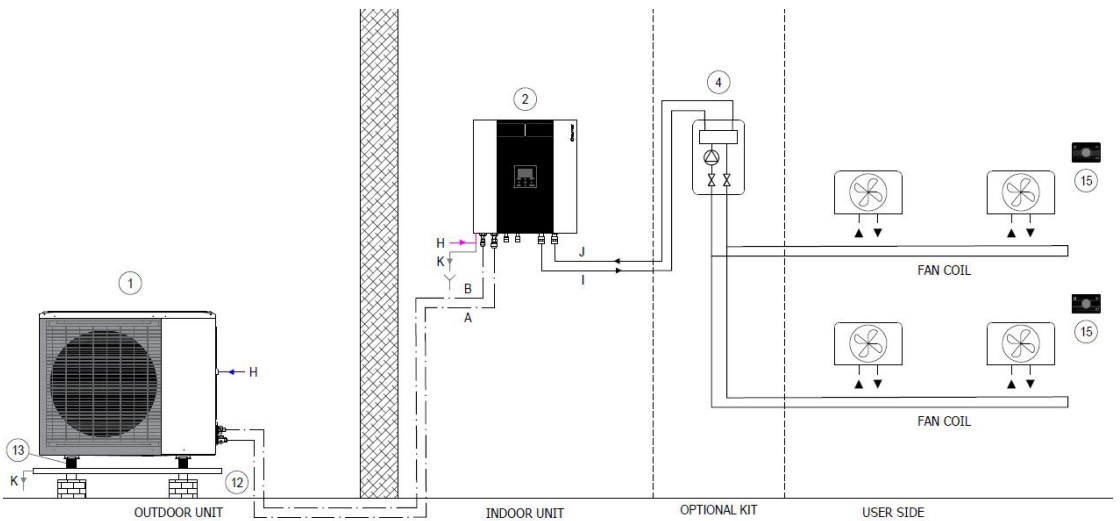 4
2
15
H
J
K
I
FAN COIL
1
B
A
15
H
FAN COIL
13
K
12
OUTDOOR UNIT
INDOOR UNIT
OPTIONAL KIT
USER SIDE